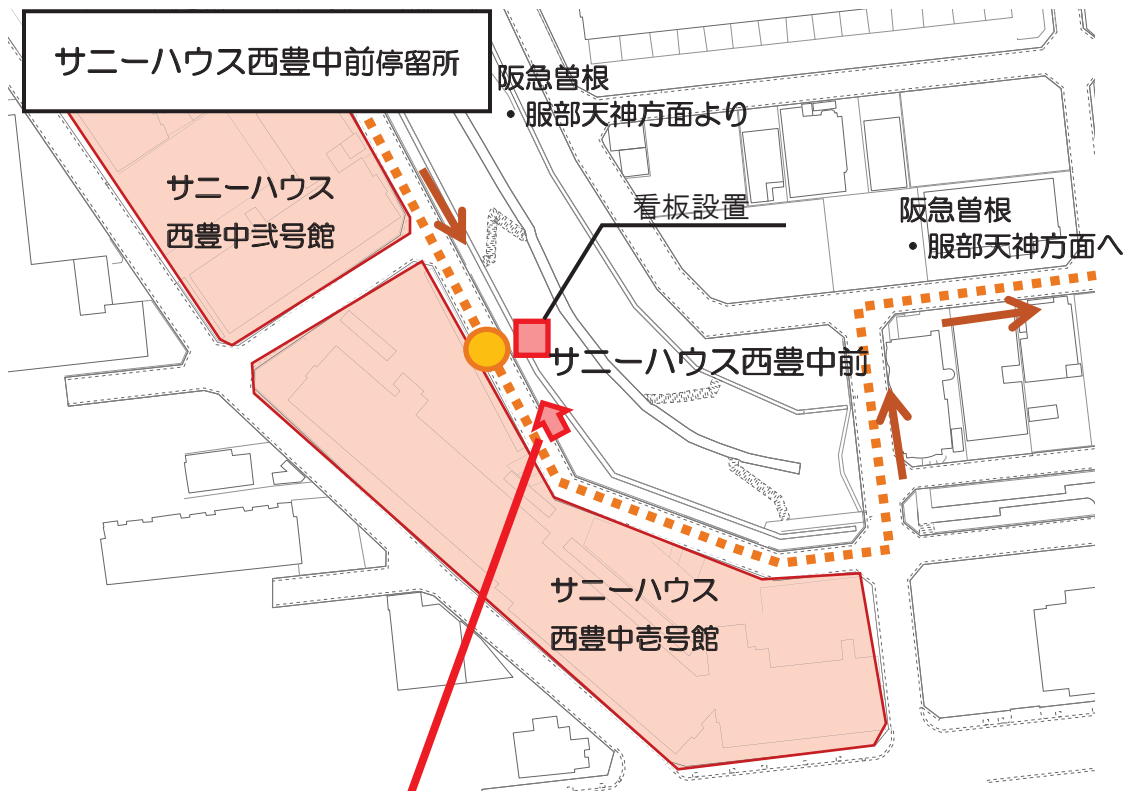 サニーハウス西豊中前停留所
阪急曽根
・服部天神方面より
サニーハウス
西豊中弐号館
看板設置
阪急曽根
・服部天神方面へ
サニーハウス西豊中前
サニーハウス
西豊中壱号館